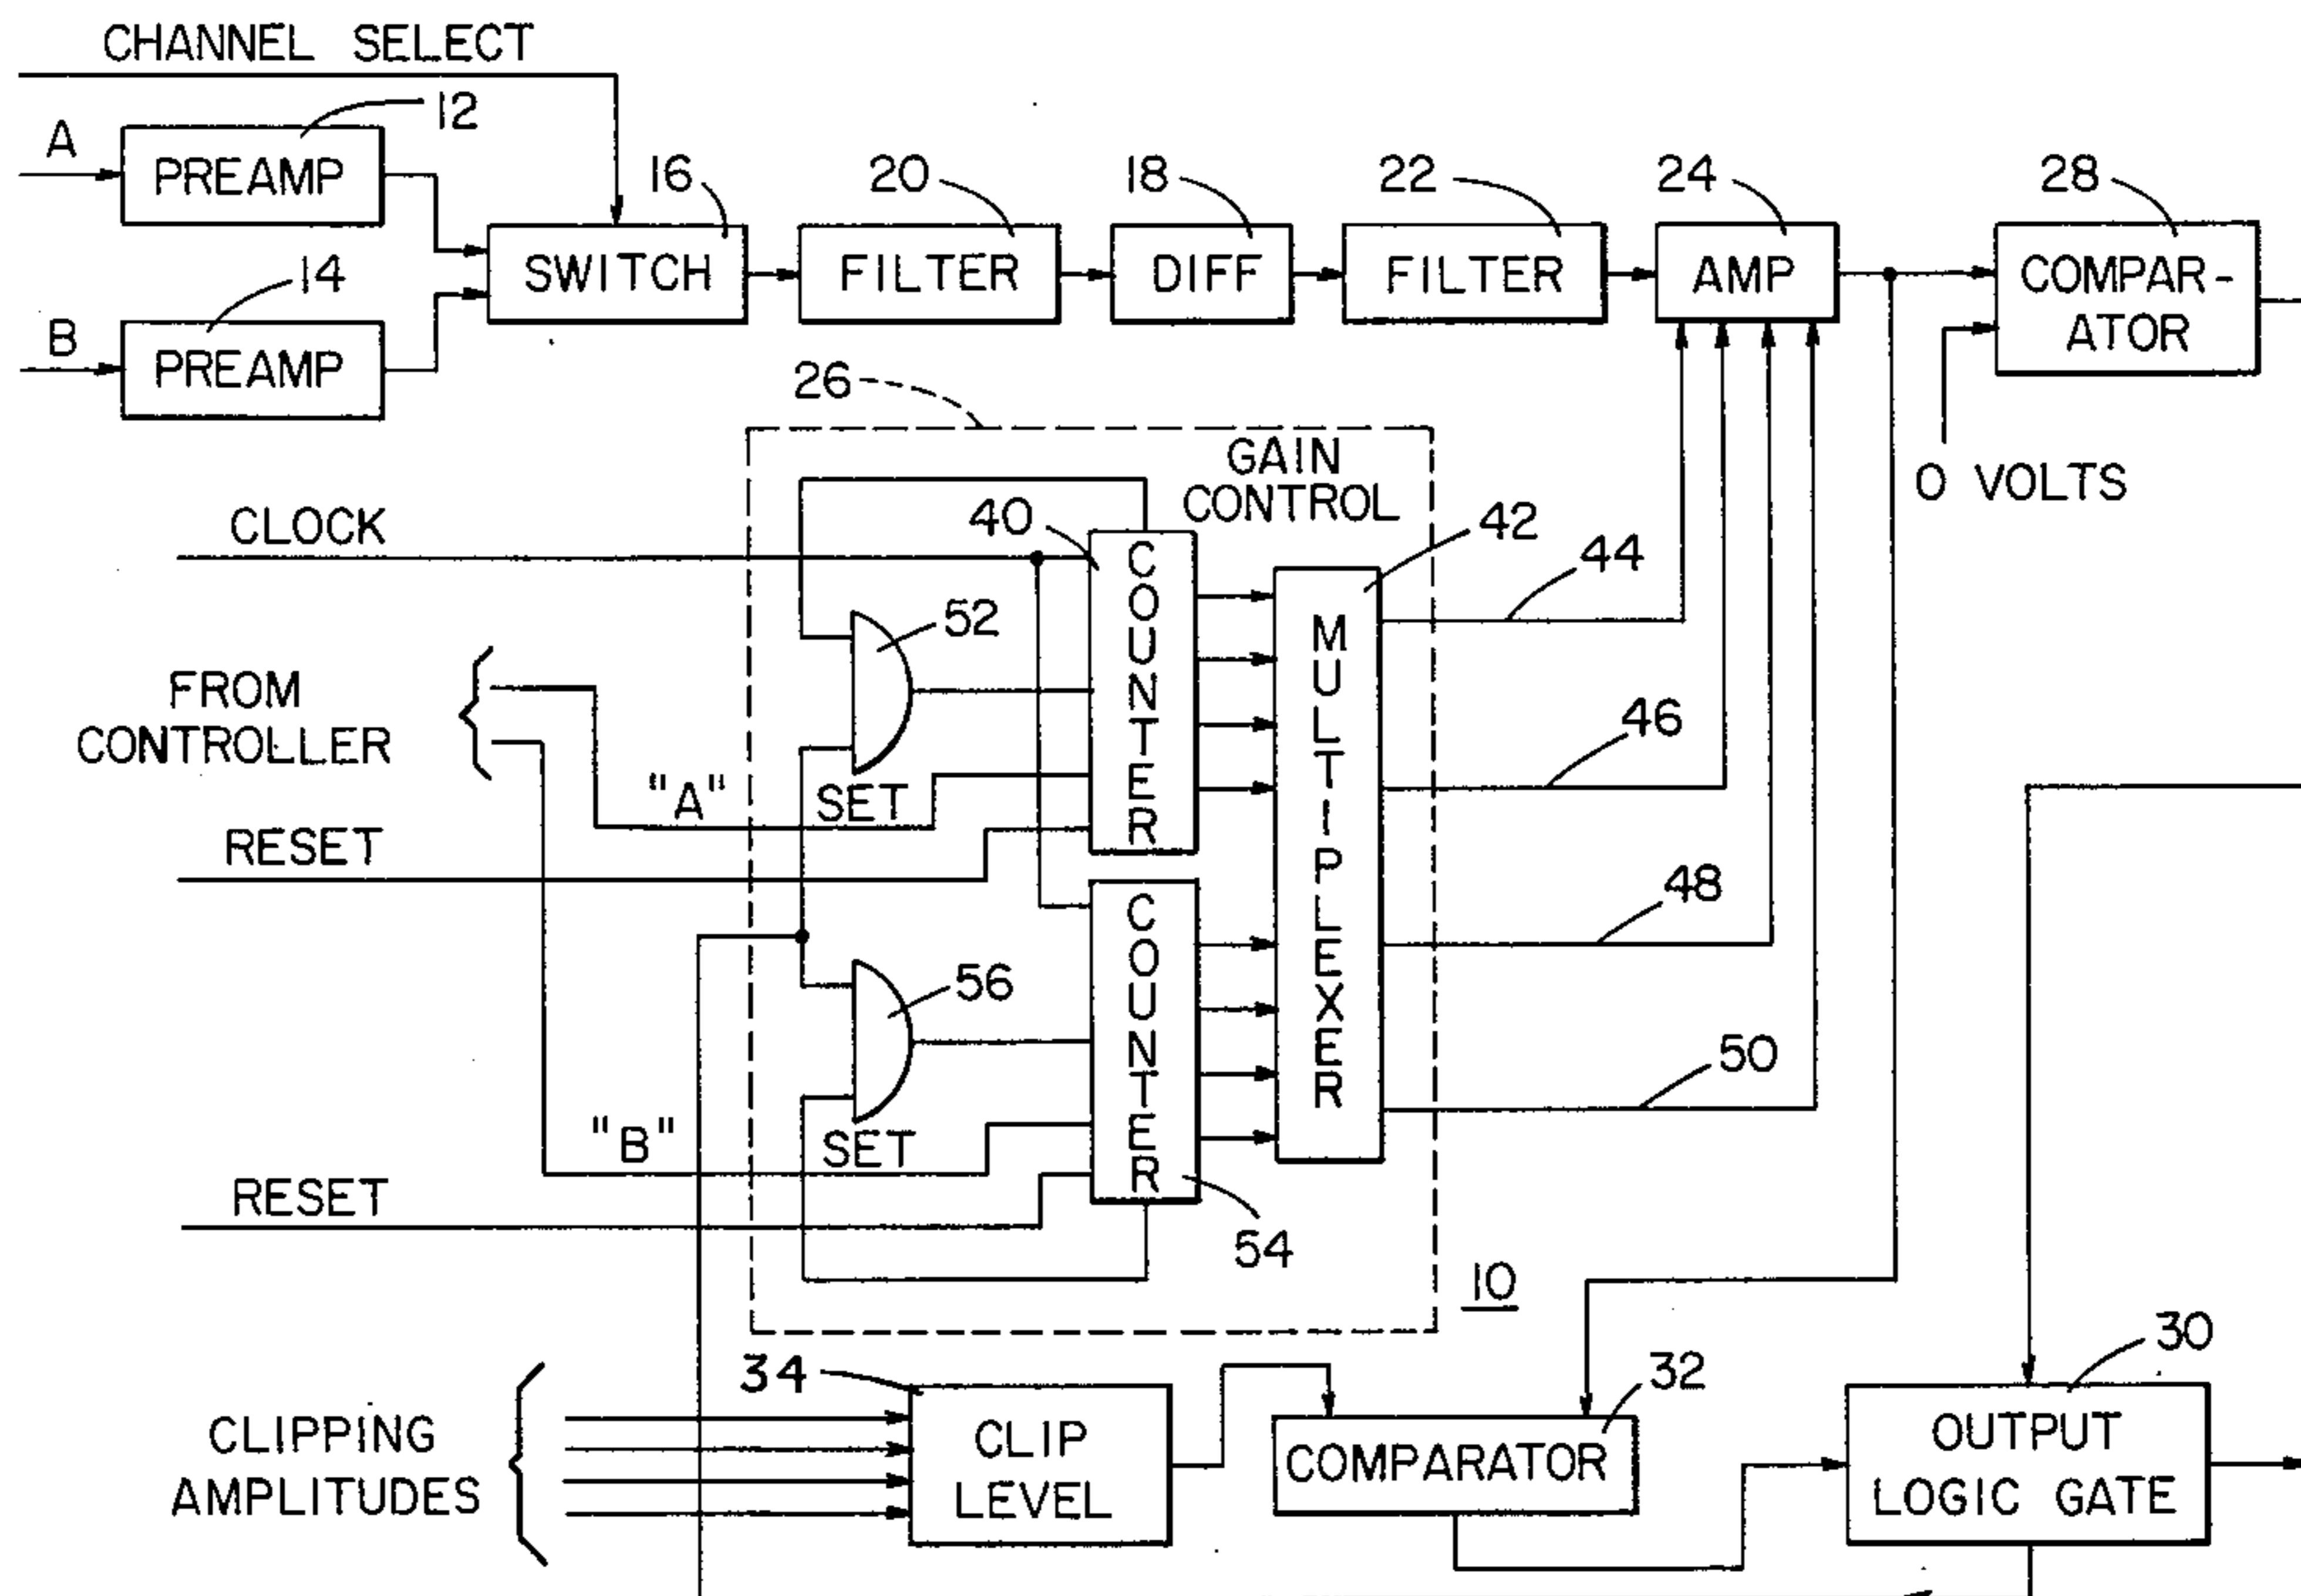 CHANNEL SELECT
12
A
PREAMP
16
20
18
22
24
28
SWITCH
FILTER
DIFF
FILTER
AMP
COMPAR-
ATOR
14
B
PREAMP
26
0 VOLTS
GAIN
CONTROL
CLOCK
40
42
44
COUNTER
52
MULTIPLEXER
FROM
CONTROLLER
46
"A"
SET
RESET
48
COUNTER
56
50
"B"
SET
RESET
54
10
34
32
30
CLIPPING
AMPLITUDES
CLIP
LEVEL
COMPARATOR
OUTPUT
LOGIC GATE